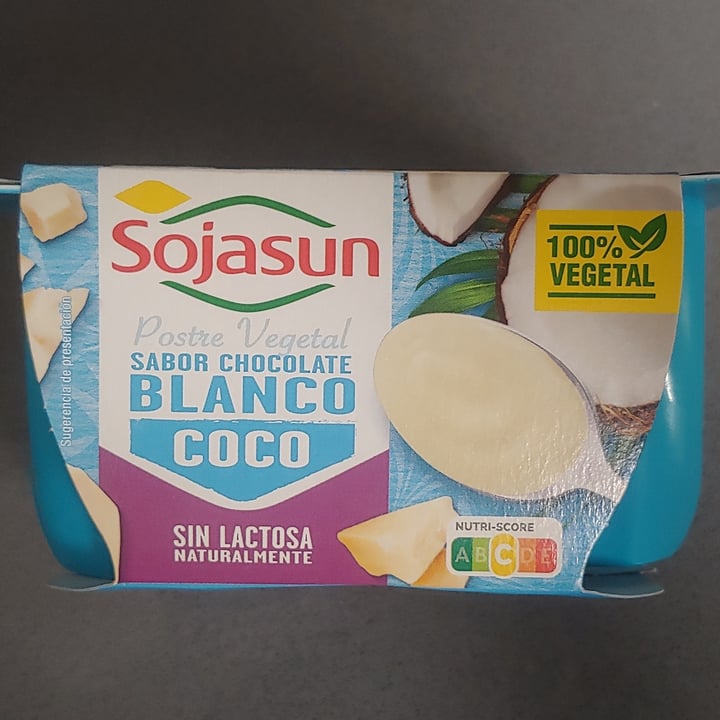 Sojasun
Postre Vegetal
SABOR CHOCOLATE
BLANCO
COCO
SIN LACTOSA
NATURALMENTE
100%
VEGETAL
NUTRI-SCORE
A B C D E
Sugerencia de presentación